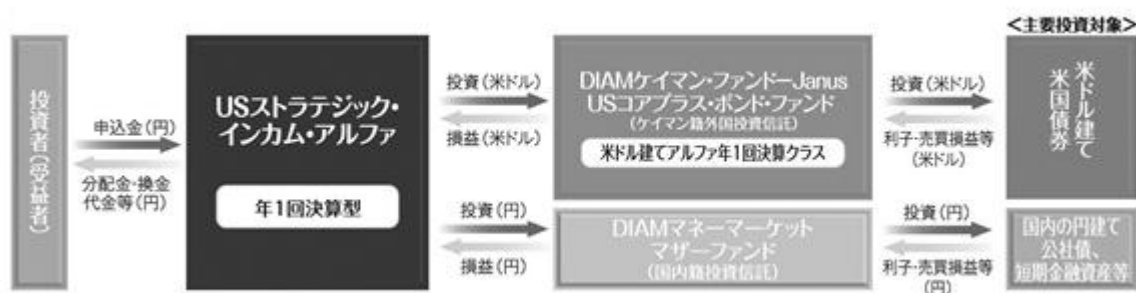 <主要投資対象>
投資者(受益者)
申込金(円)
分配金・換金
代金等(円)
USストラテジック・
インカム・アルファ
年1回決算型
投資(米ドル)
損益(米ドル)
DIAMケイマン・ファンドーJanus
USコアプラス・ボンド・ファンド
(ケイマン籍外国投資信託)
米ドル建てアルファ年1回決算クラス
投資(米ドル)
利子・売買損益等
(米ドル)
米ドル建て
米国債券
投資(円)
損益(円)
DIAMマネーマーケット
マザーファンド
(国内籍投資信託)
投資(円)
利子・売買損益等
(円)
国内の円建て
公社債、
短期金融資産等